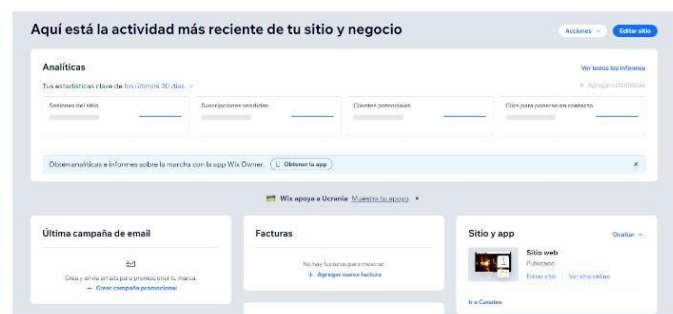 Aquí está la actividad más reciente de tu sitio y negocio
Acciones
Editar sitio
Analíticas
Ver todos los informes
Tus estadísticas clave de los últimos 30 días
+ Agregar estadísticas
Sesiones del sitio
Suscripciones vendidas
Clientes potenciales
Clics para ponerse en contacto
Obtén analíticas e informes sobre la marcha con la app Wix Owner.
Obtener la app
×
Wix apoya a Ucrania Muestra tu apoyo ×
Última campaña de email
Crea y envía emails para promocionar tu marca.
+ Crear campaña promocional
Facturas
No hay facturas para mostrar.
+ Agregar nueva factura
Sitio y app
Ocultar
Sitio web
Publicado
Editar sitio
Ver sitio online
Ir a Canales